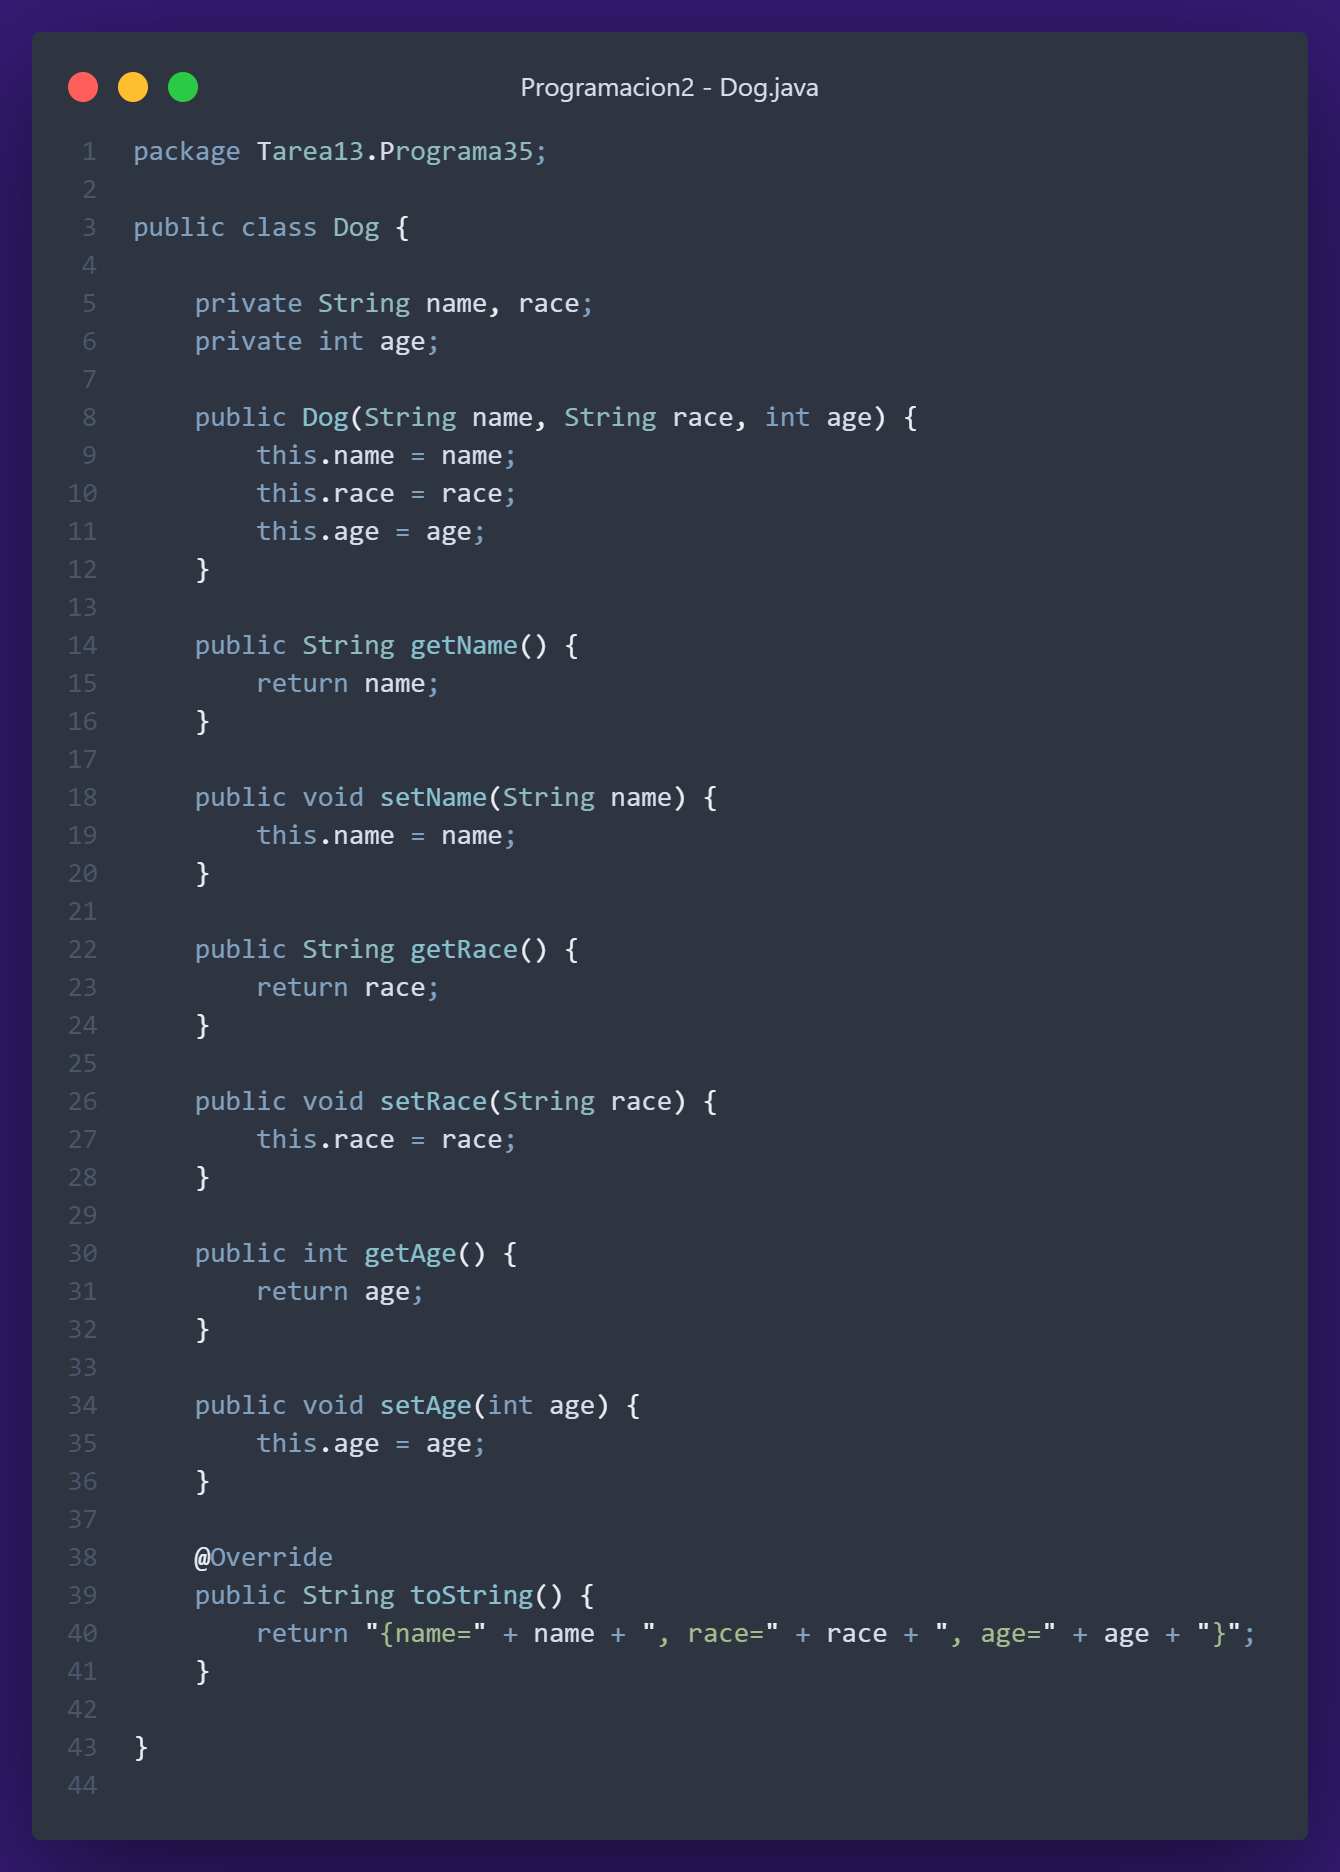 Programacion2 - Dog.java
1 package Tarea13.Programa35;
2
3 public class Dog {
4
5     private String name, race;
6     private int age;
7
8     public Dog(String name, String race, int age) {
9         this.name = name;
10         this.race = race;
11         this.age = age;
12     }
13
14     public String getName() {
15         return name;
16     }
17
18     public void setName(String name) {
19         this.name = name;
20     }
21
22     public String getRace() {
23         return race;
24     }
25
26     public void setRace(String race) {
27         this.race = race;
28     }
29
30     public int getAge() {
31         return age;
32     }
33
34     public void setAge(int age) {
35         this.age = age;
36     }
37
38     @Override
39     public String toString() {
40         return "{name=" + name + ", race=" + race + ", age=" + age + "}";
41     }
42
43 }
44